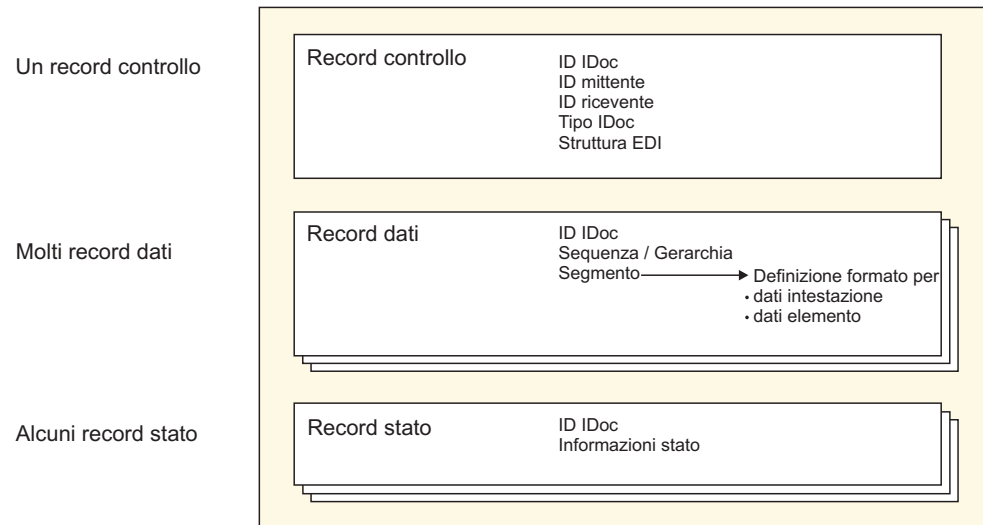 Un record controllo
Record controllo
ID IDoc
ID mittente
ID ricevente
Tipo IDoc
Struttura EDI
Molti record dati
Record dati
ID IDoc
Sequenza / Gerarchia
Segmento
Definizione formato per
• dati intestazione
• dati elemento
Alcuni record stato
Record stato
ID IDoc
Informazioni stato